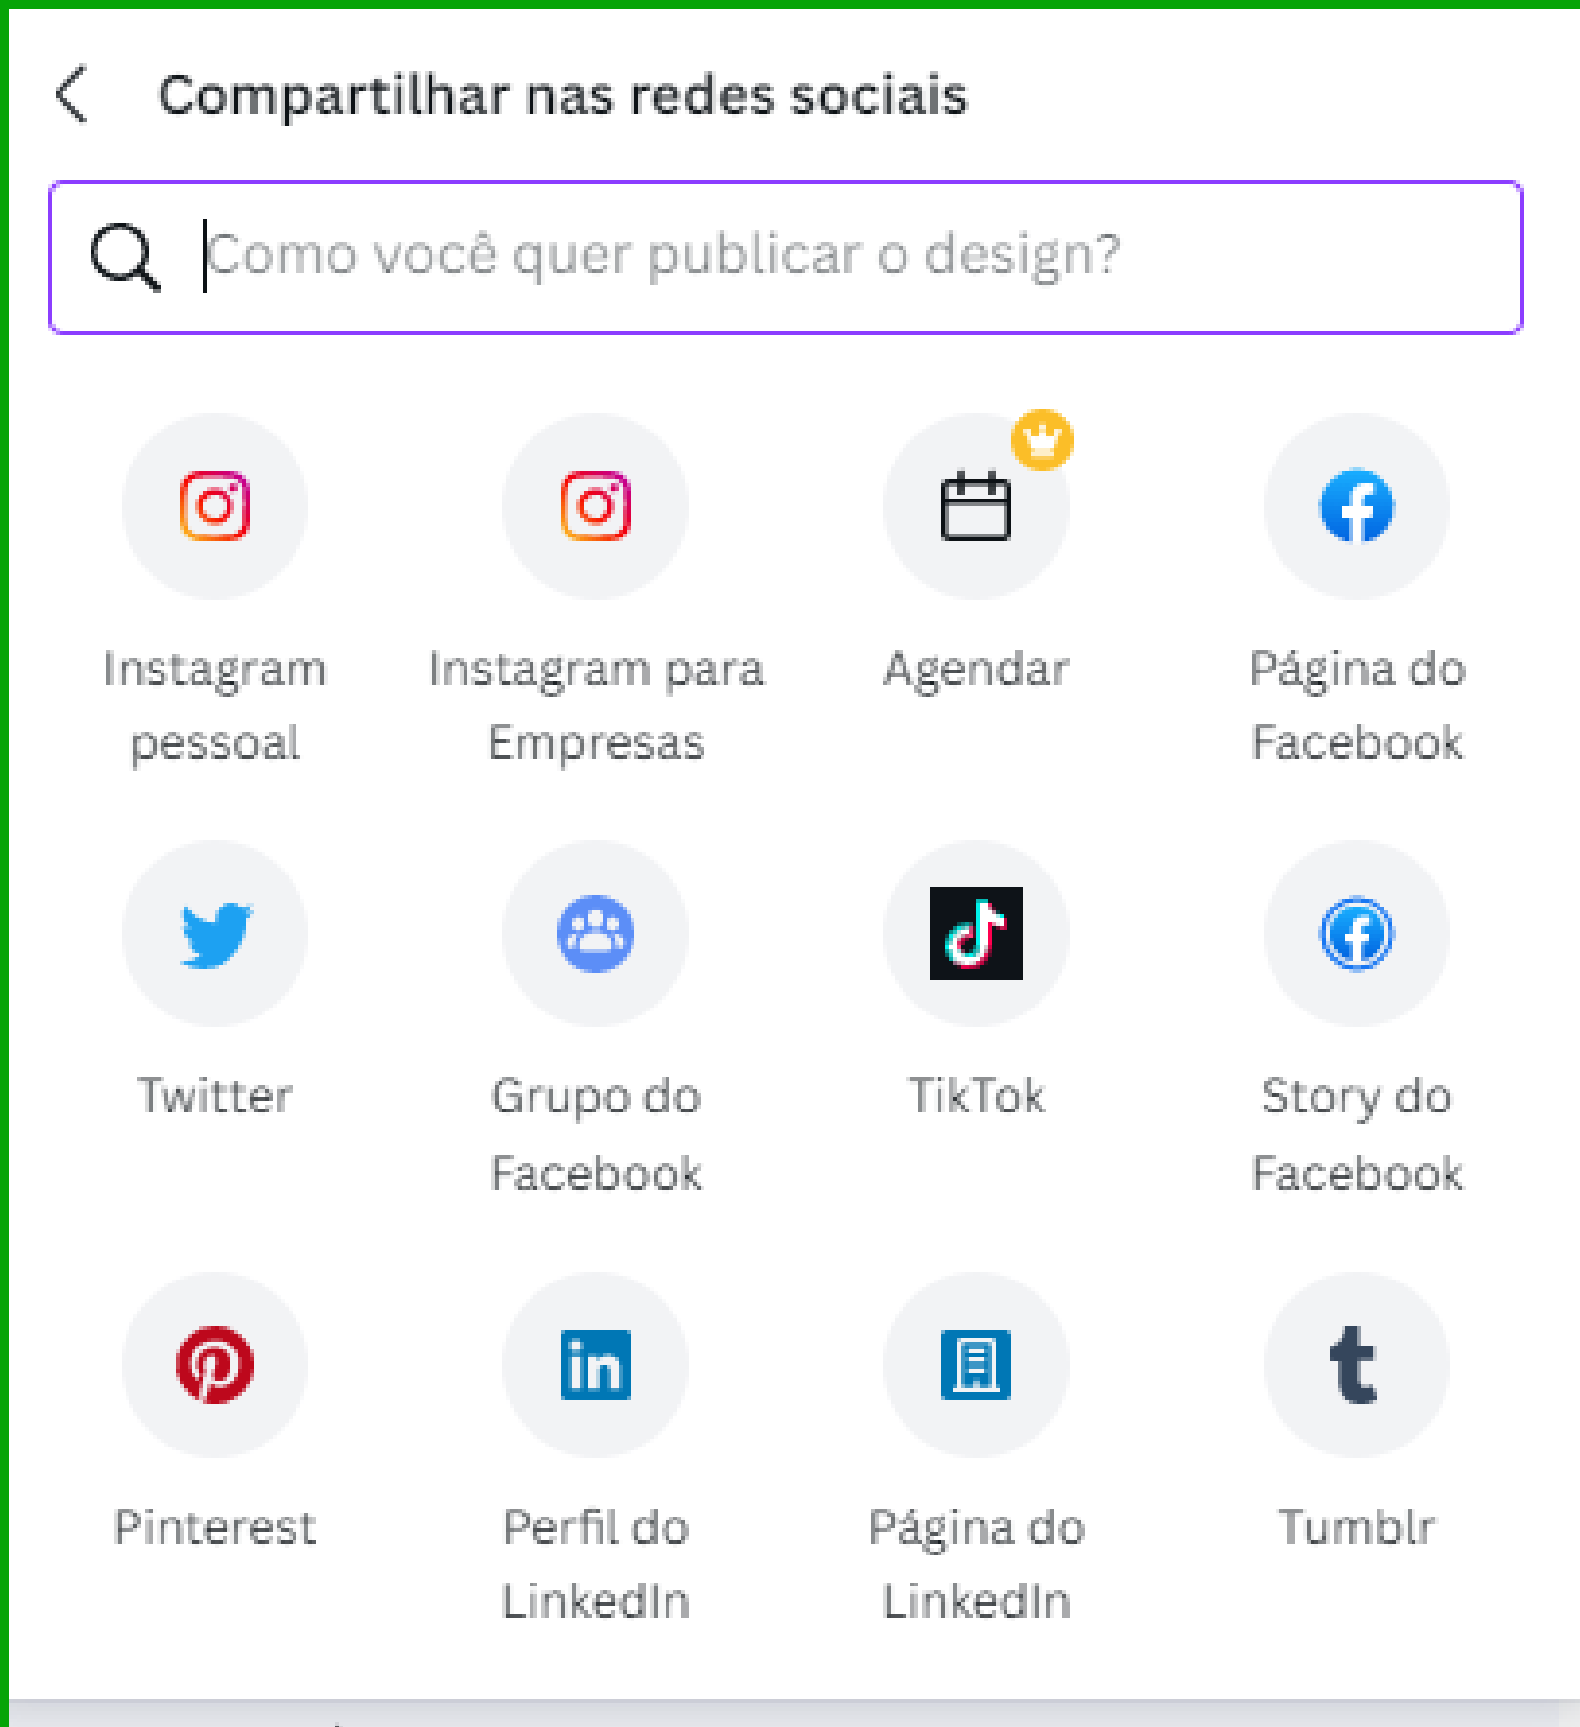 Compartilhar nas redes sociais
Como você quer publicar o design?
Instagram pessoal
Instagram para Empresas
Agendar
Página do Facebook
Twitter
Grupo do Facebook
TikTok
Story do Facebook
Pinterest
Perfil do LinkedIn
Página do LinkedIn
Tumblr